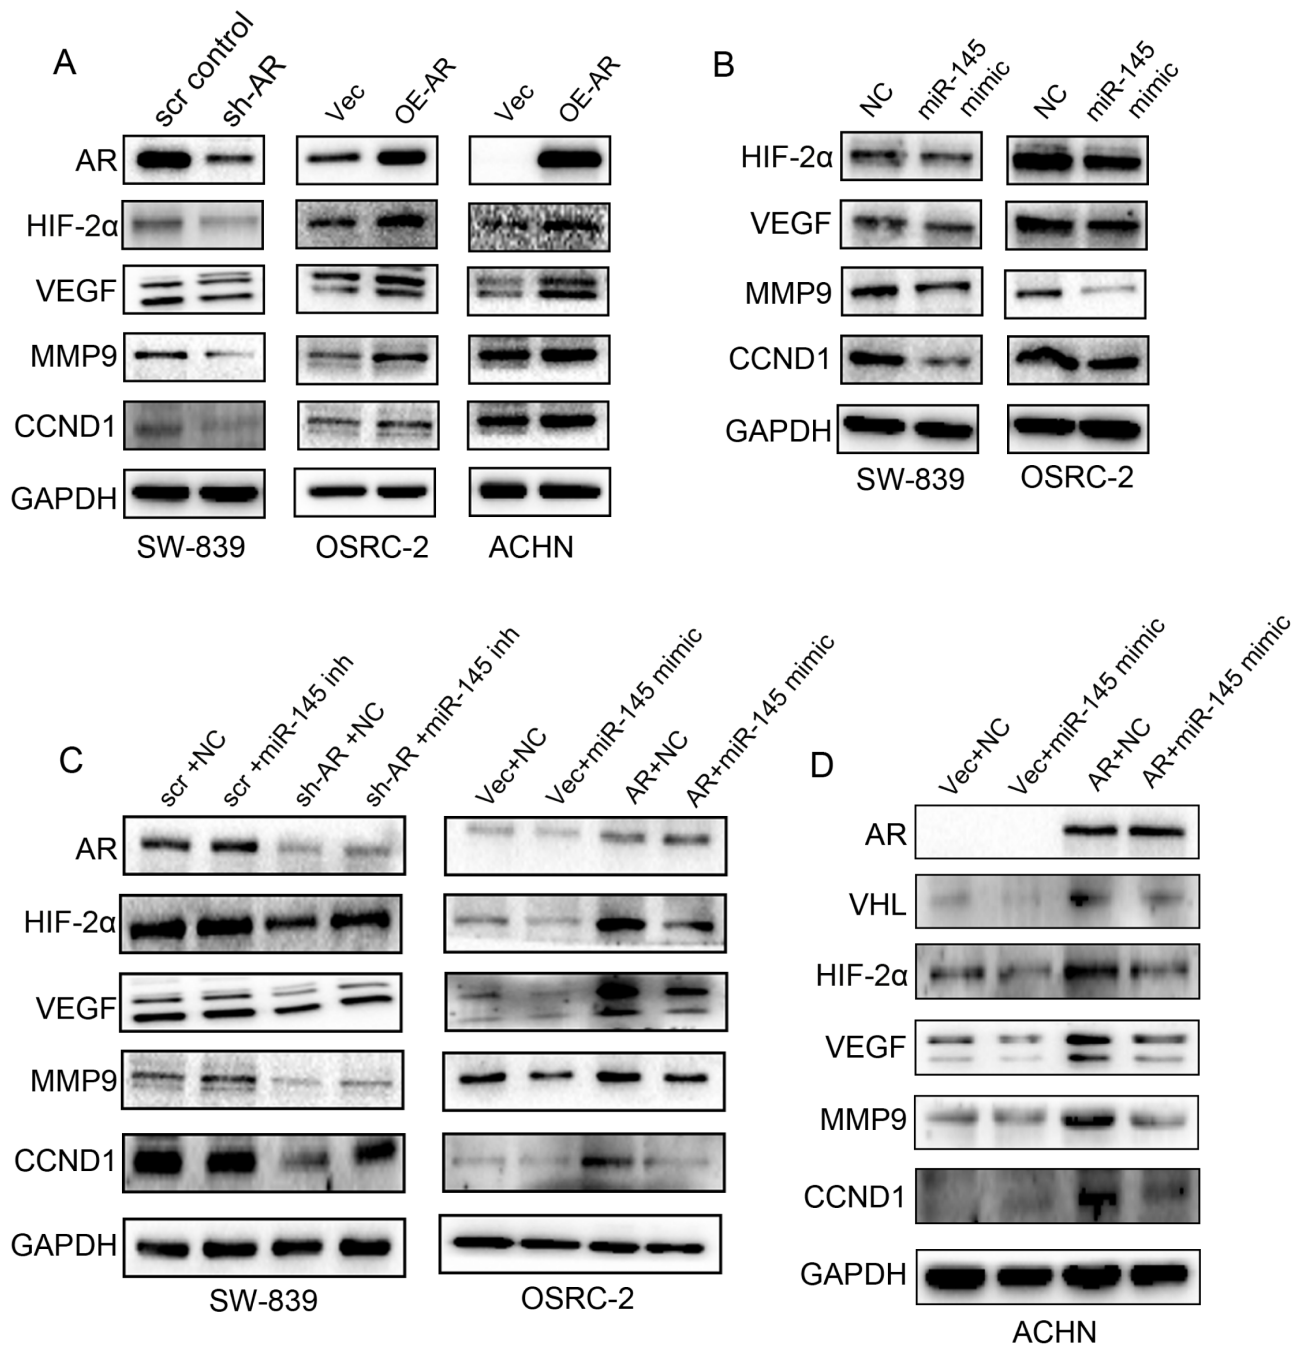 A
scr control
sh-AR
Vec
OE-AR
Vec
OE-AR
AR
HIF-2α
VEGF
MMP9
CCND1
GAPDH
SW-839
OSRC-2
ACHN
B
NC
miR-145
mimic
NC
miR-145
mimic
HIF-2α
VEGF
MMP9
CCND1
GAPDH
SW-839
OSRC-2
C
scr +NC
scr +miR-145 inh
sh-AR +NC
sh-AR +miR-145 inh
Vec+NC
Vec+miR-145 mimic
AR+NC
AR+miR-145 mimic
AR
HIF-2α
VEGF
MMP9
CCND1
GAPDH
SW-839
OSRC-2
D
Vec+NC
Vec+miR-145 mimic
AR+NC
AR+miR-145 mimic
AR
VHL
HIF-2α
VEGF
MMP9
CCND1
GAPDH
ACHN